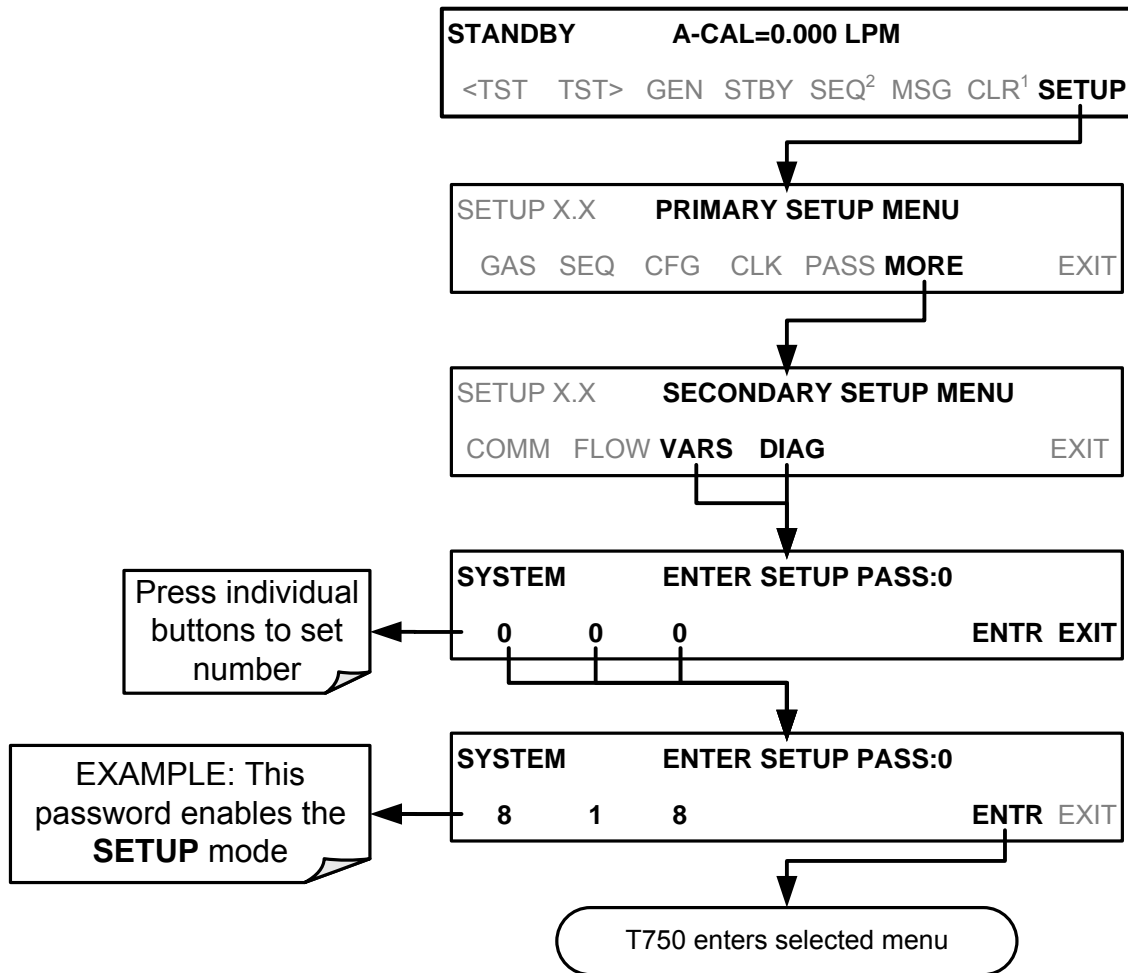 STANDBY A-CAL=0.000 LPM
<TST TST> GEN STBY SEQ² MSG CLR¹ SETUP
SETUP X.X PRIMARY SETUP MENU
GAS SEQ CFG CLK PASS MORE EXIT
SETUP X.X SECONDARY SETUP MENU
COMM FLOW VARS DIAG EXIT
Press individual
buttons to set
number
SYSTEM ENTER SETUP PASS:0
0 0 0 ENTR EXIT
EXAMPLE: This
password enables the
SETUP mode
SYSTEM ENTER SETUP PASS:0
8 1 8 ENTR EXIT
T750 enters selected menu